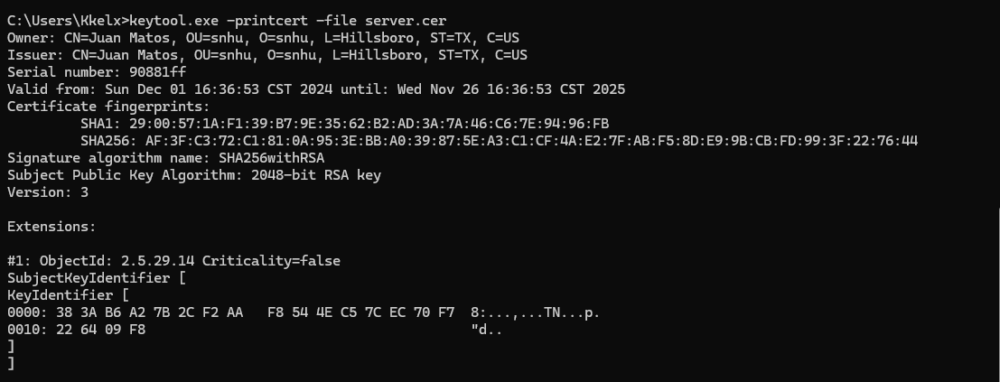 C:\Users\Kkelx>keytool.exe -printcert -file server.cer
Owner: CN=Juan Matos, OU=snhu, O=snhu, L=Hillsboro, ST=TX, C=US
Issuer: CN=Juan Matos, OU=snhu, O=snhu, L=Hillsboro, ST=TX, C=US
Serial number: 90881ff
Valid from: Sun Dec 01 16:36:53 CST 2024 until: Wed Nov 26 16:36:53 CST 2025
Certificate fingerprints:
         SHA1: 29:00:57:1A:F1:39:B7:9E:35:62:B2:AD:3A:7A:46:C6:7E:94:96:FB
         SHA256: AF:3F:C3:72:C1:81:0A:95:3E:BB:A0:39:87:5E:A3:C1:CF:4A:E2:7F:AB:F5:8D:E9:9B:CB:FD:99:3F:22:76:44
Signature algorithm name: SHA256withRSA
Subject Public Key Algorithm: 2048-bit RSA key
Version: 3
Extensions:
#1: ObjectId: 2.5.29.14 Criticality=false
SubjectKeyIdentifier [
KeyIdentifier [
0000: 38 3A B6 A2 7B 2C F2 AA   F8 54 4E C5 7C EC 70 F7  8:...,...TN...p.
0010: 22 64 09 F8                                        "d..
]
]